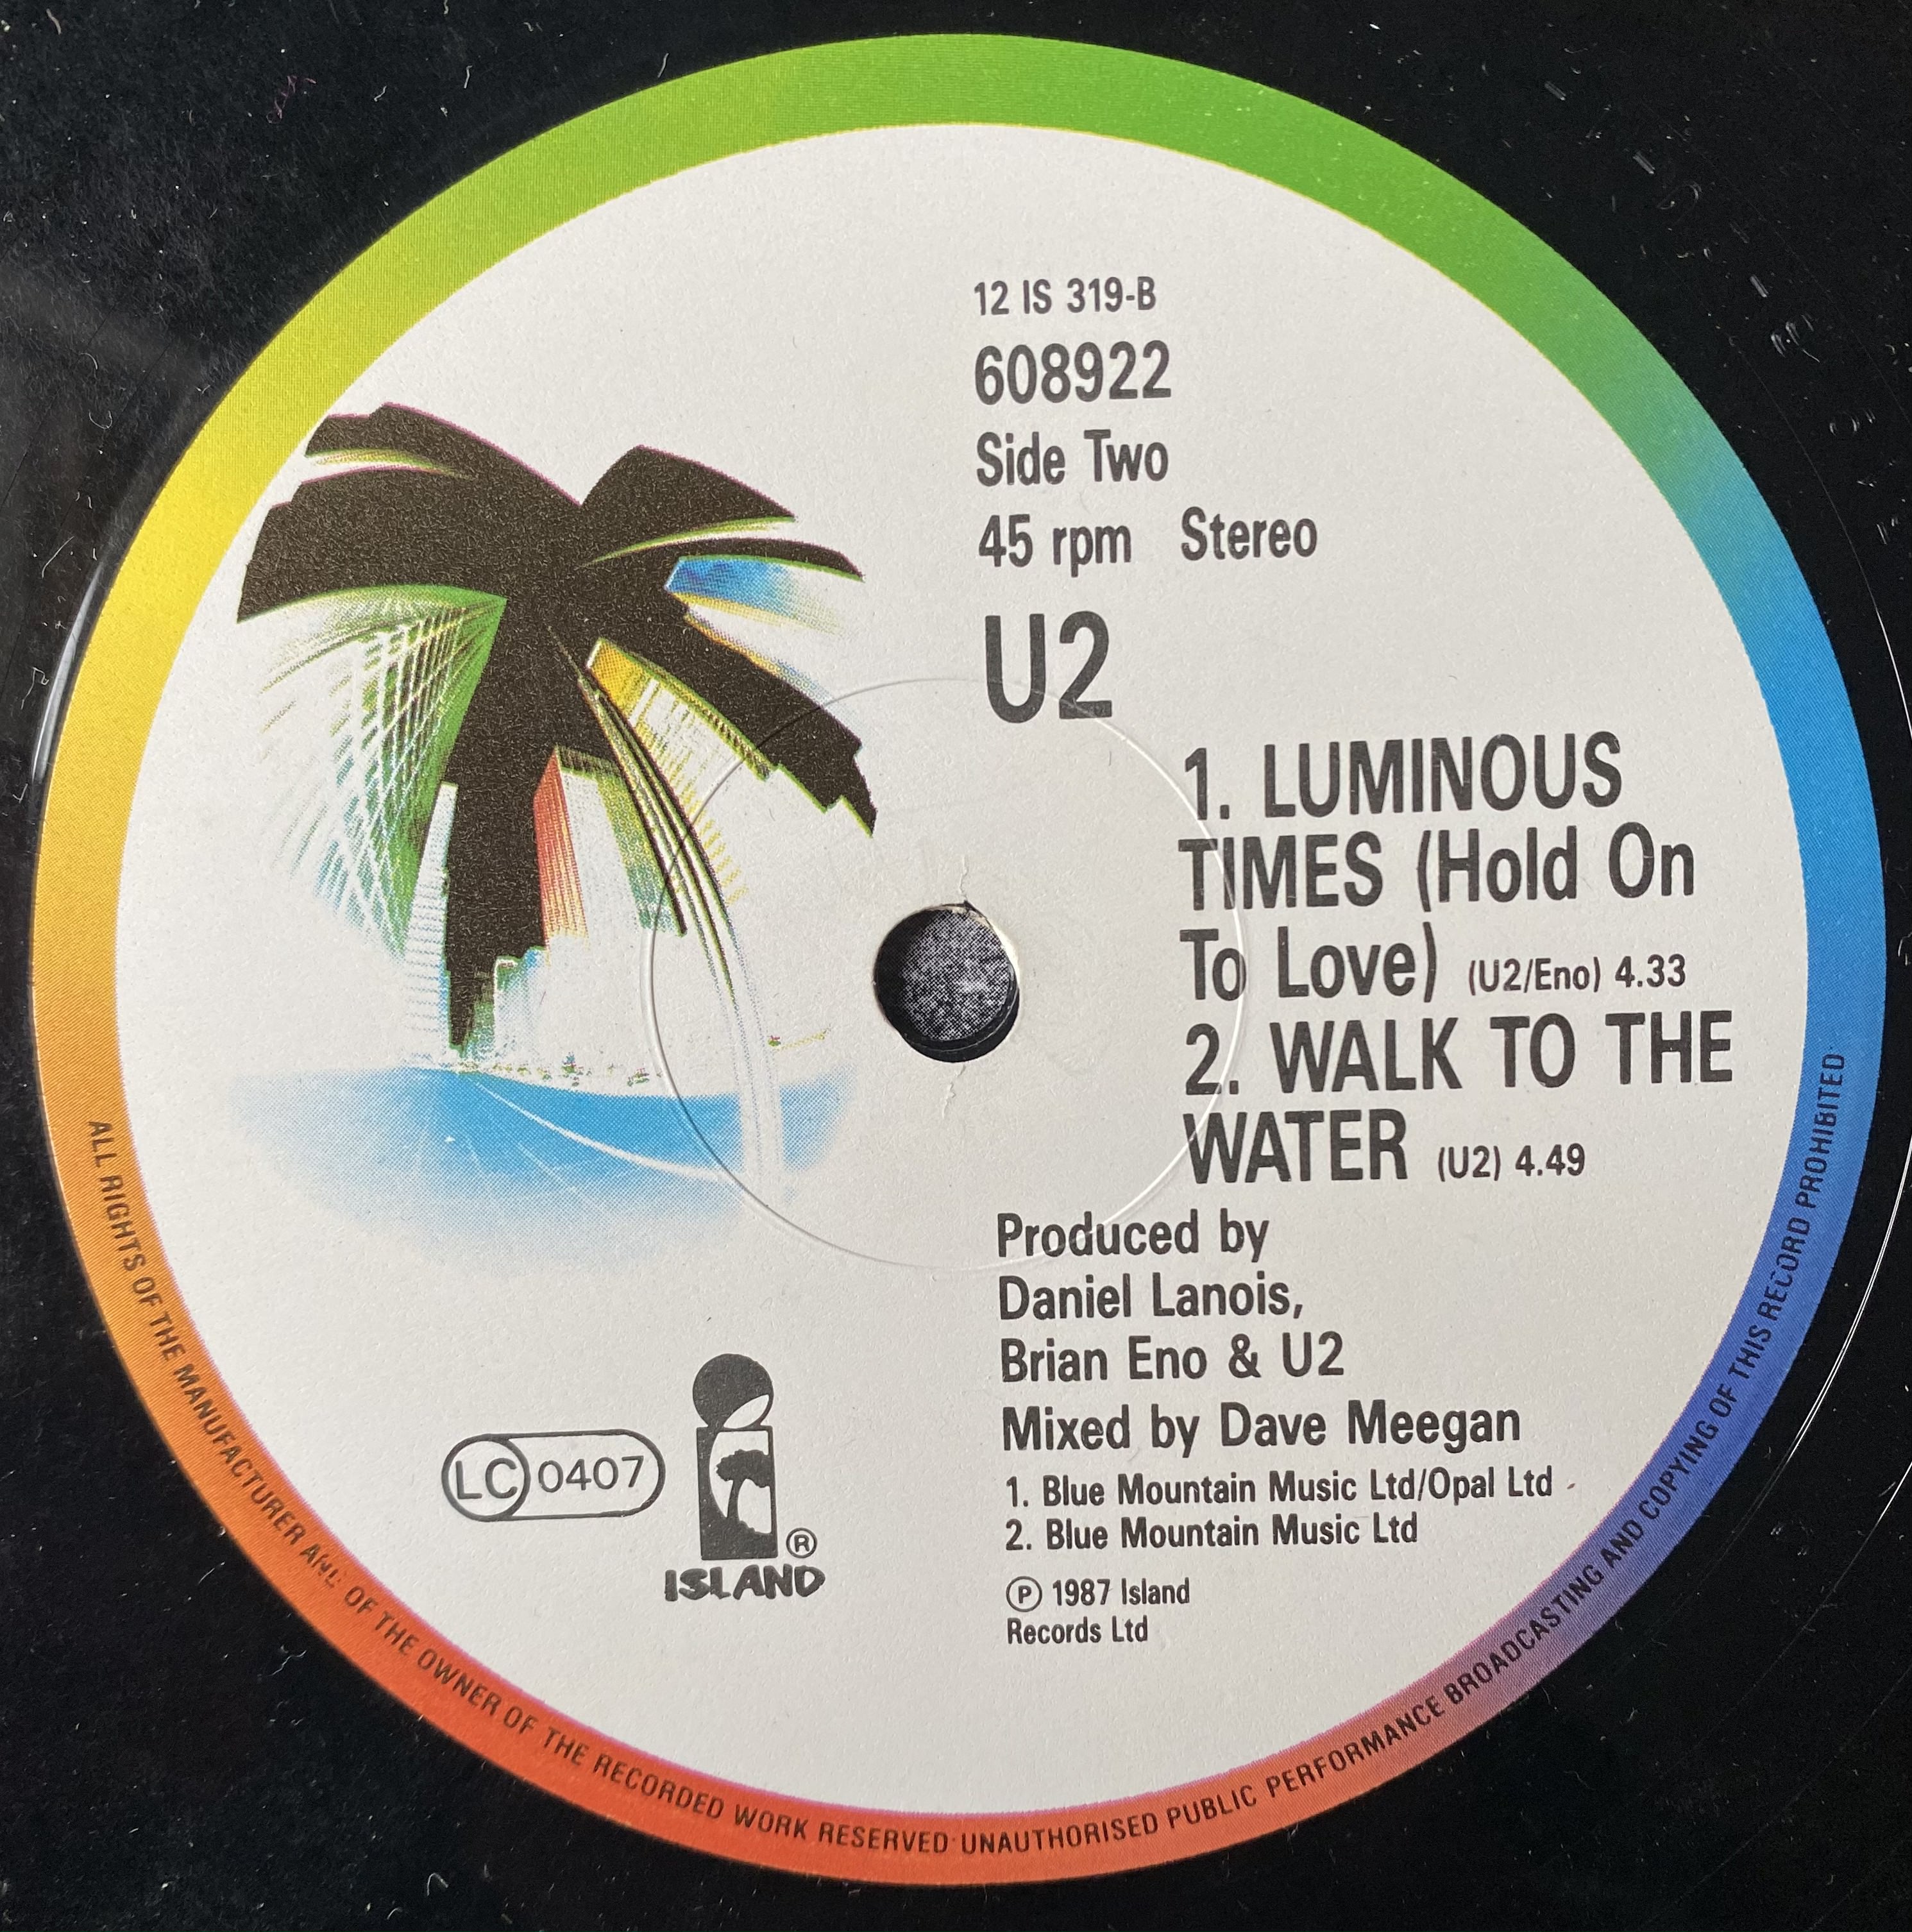 12 IS 319-B
608922
Side Two
45 rpm Stereo
U2
1. LUMINOUS
TIMES (Hold On
To Love) (U2/Eno) 4.33
2. WALK TO THE
WATER (U2) 4.49
Produced by
Daniel Lanois,
Brian Eno & U2
Mixed by Dave Meegan
1. Blue Mountain Music Ltd/Opal Ltd
2. Blue Mountain Music Ltd
℗ 1987 Island
Records Ltd
LC 0407
ISLAND ®
ALL RIGHTS OF THE MANUFACTURER AND OF THE OWNER OF THE RECORDED WORK RESERVED · UNAUTHORISED PUBLIC PERFORMANCE BROADCASTING AND COPYING OF THIS RECORD PROHIBITED ·